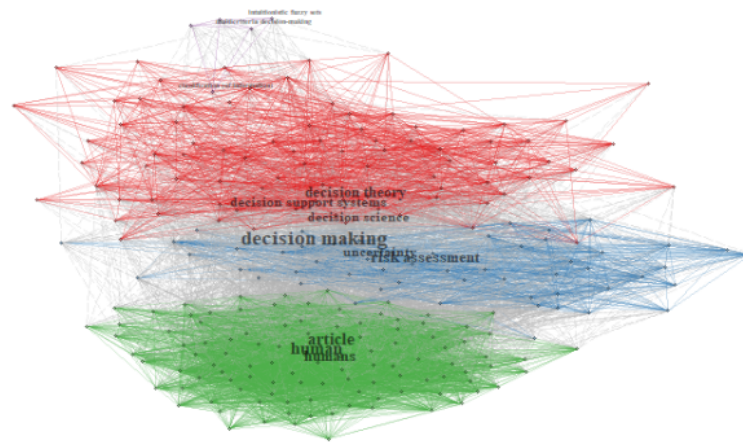 intuitionistic fuzzy sets
decision theory
decision support systems
decision science
decision making
uncertainty
risk assessment
article
human
humans